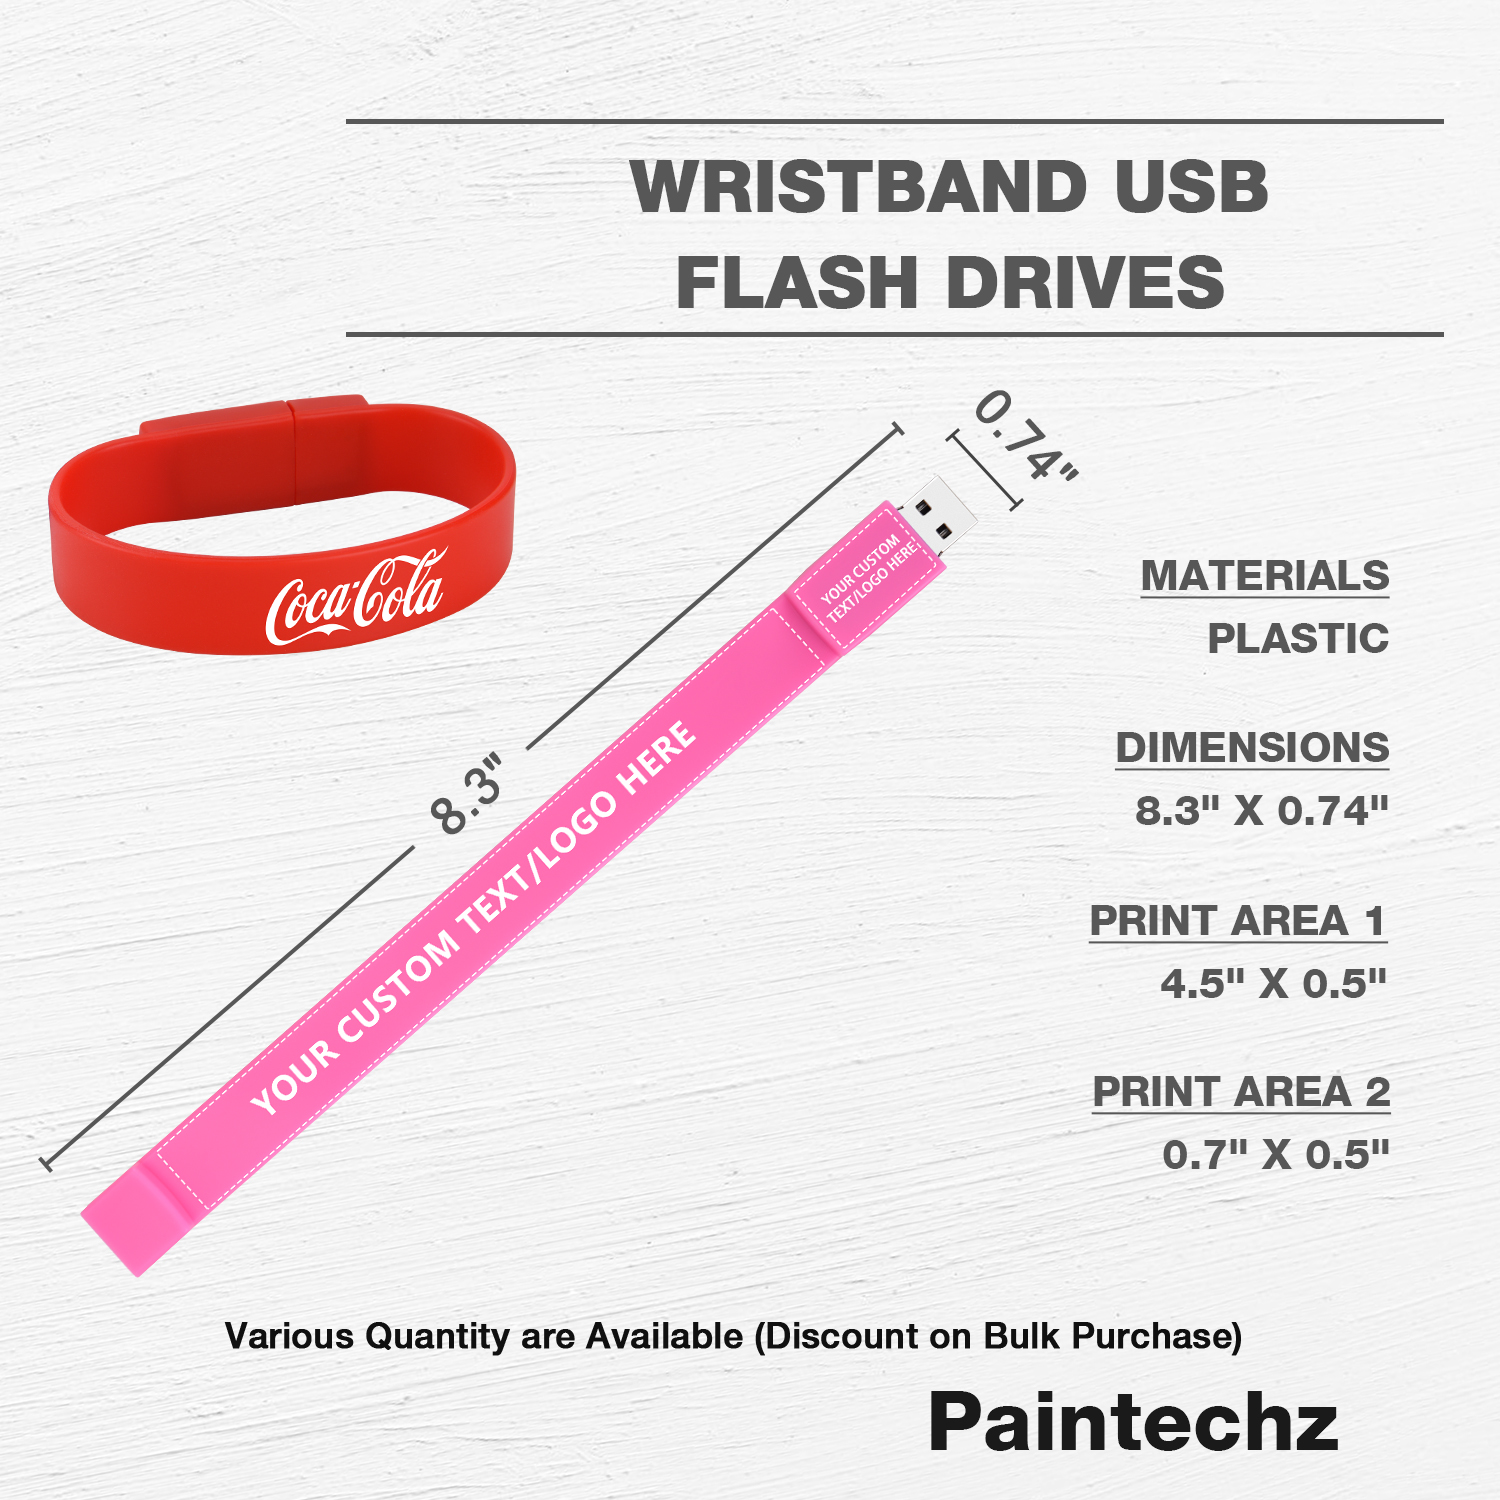 WRISTBAND USB
FLASH DRIVES
Coca-Cola
0.74"
8.3"
YOUR CUSTOM
TEXT/LOGO HERE
YOUR CUSTOM TEXT/LOGO HERE
MATERIALS
PLASTIC
DIMENSIONS
8.3" X 0.74"
PRINT AREA 1
4.5" X 0.5"
PRINT AREA 2
0.7" X 0.5"
Various Quantity are Available (Discount on Bulk Purchase)
Paintechz